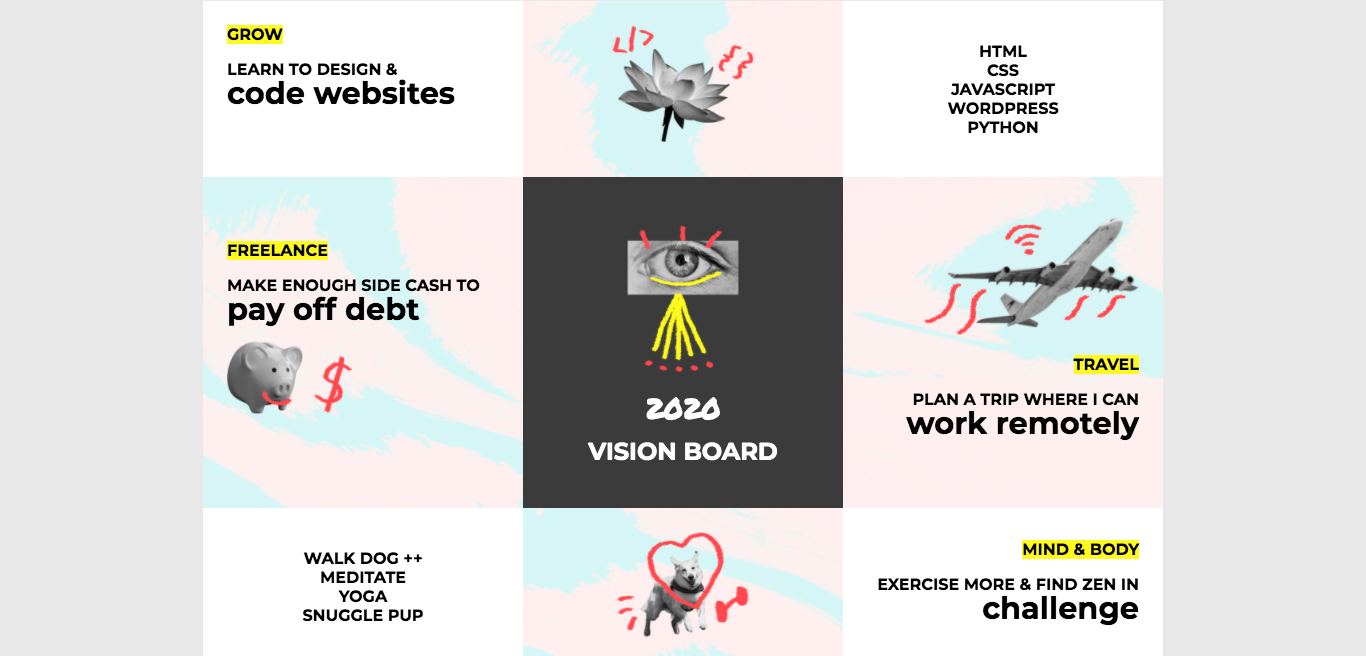 GROW
LEARN TO DESIGN &
code websites
</>
{}
HTML
CSS
JAVASCRIPT
WORDPRESS
PYTHON
FREELANCE
MAKE ENOUGH SIDE CASH TO
pay off debt
$
2020
VISION BOARD
TRAVEL
PLAN A TRIP WHERE I CAN
work remotely
WALK DOG ++
MEDITATE
YOGA
SNUGGLE PUP
MIND & BODY
EXERCISE MORE & FIND ZEN IN
challenge